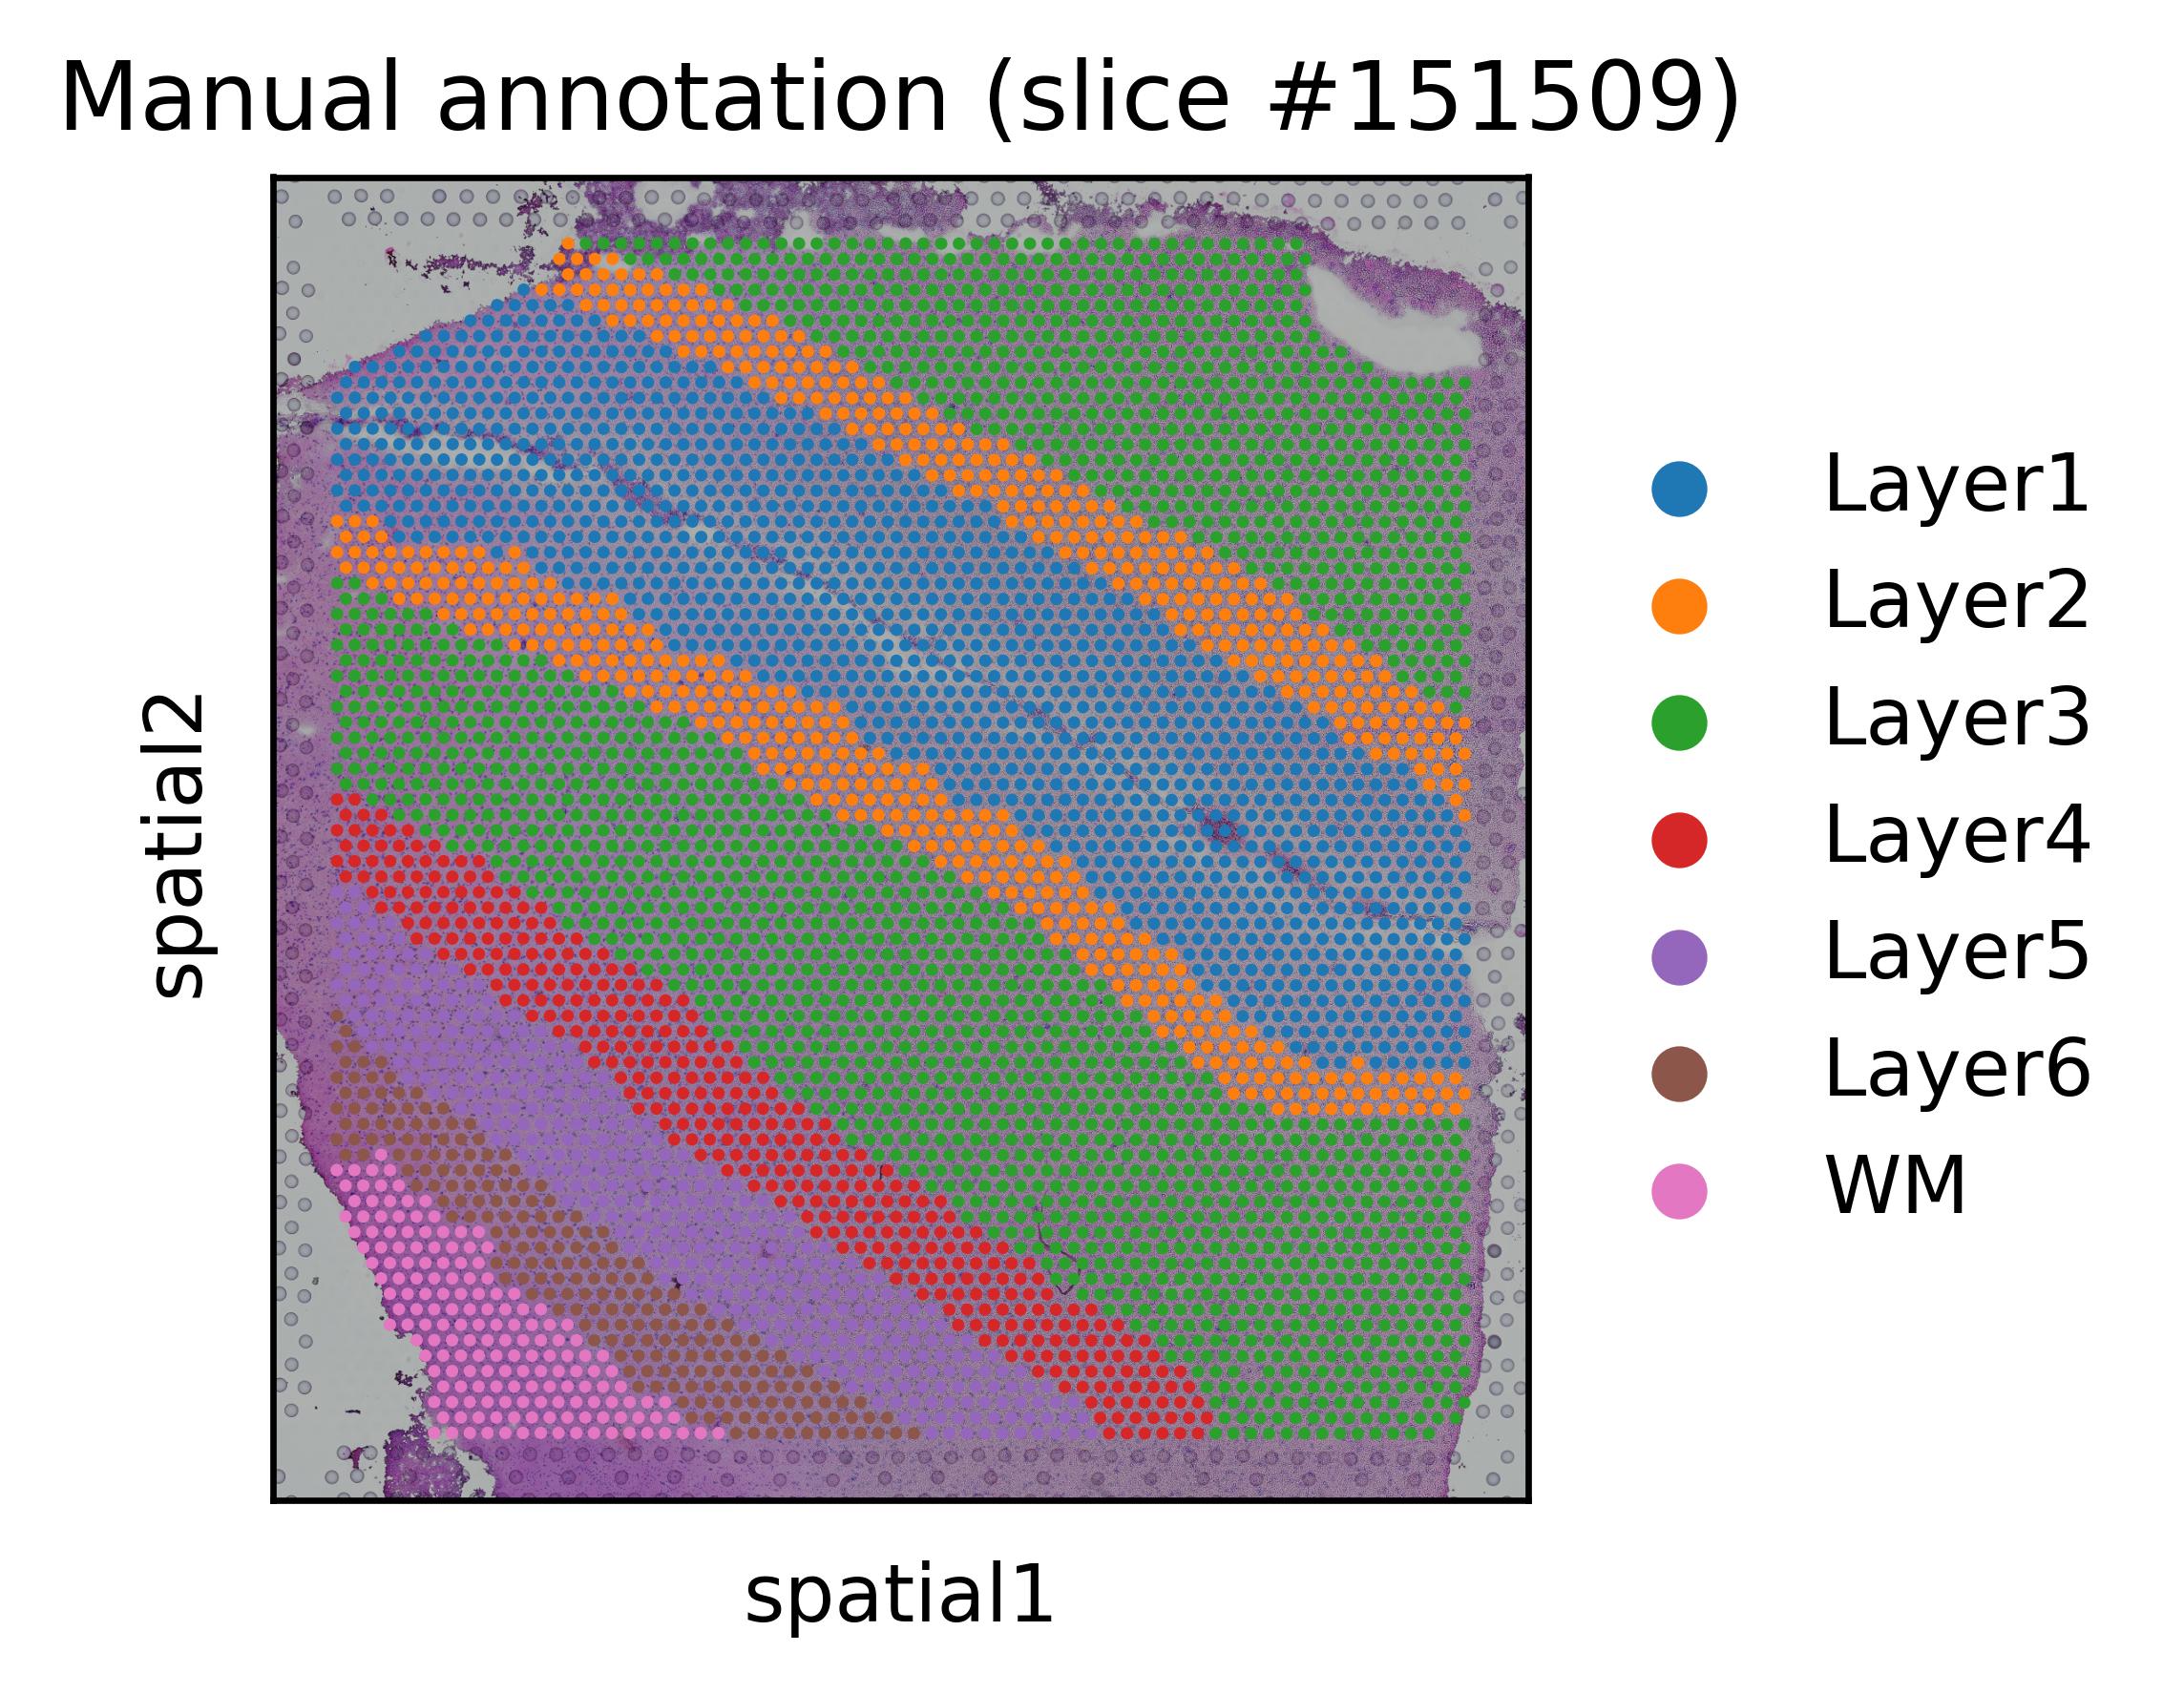 Manual annotation (slice #151509)
spatial2
Layer1
Layer2
Layer3
Layer4
Layer5
Layer6
WM
spatial1